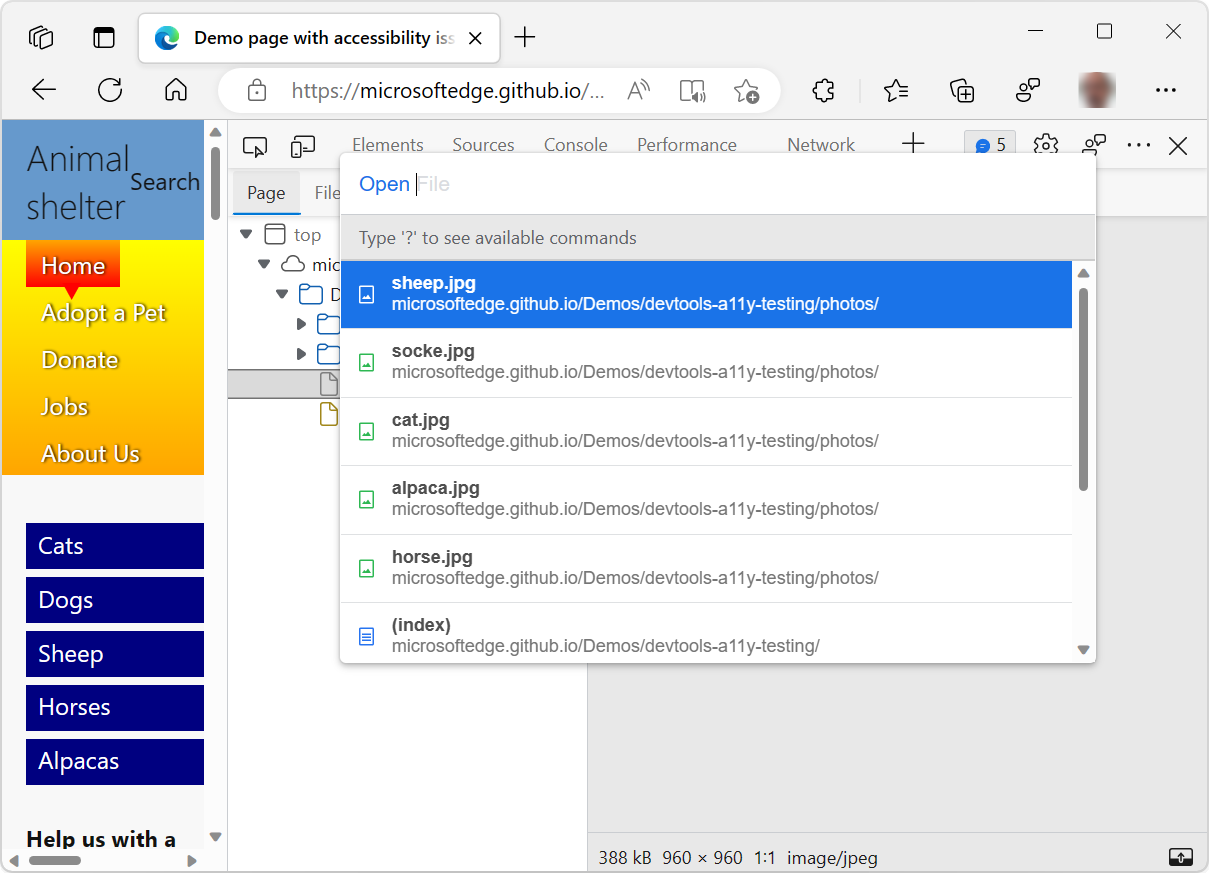 Demo page with accessibility iss
https://microsoftedge.github.io/...
Animal
shelter
Search
Home
Adopt a Pet
Donate
Jobs
About Us
Cats
Dogs
Sheep
Horses
Alpacas
Help us with a
Elements Sources Console Performance Network 5
Page File
top
mic
D
Open File
Type '?' to see available commands
sheep.jpg
microsoftedge.github.io/Demos/devtools-a11y-testing/photos/
socke.jpg
microsoftedge.github.io/Demos/devtools-a11y-testing/photos/
cat.jpg
microsoftedge.github.io/Demos/devtools-a11y-testing/photos/
alpaca.jpg
microsoftedge.github.io/Demos/devtools-a11y-testing/photos/
horse.jpg
microsoftedge.github.io/Demos/devtools-a11y-testing/photos/
(index)
microsoftedge.github.io/Demos/devtools-a11y-testing/
388 kB 960 × 960 1:1 image/jpeg